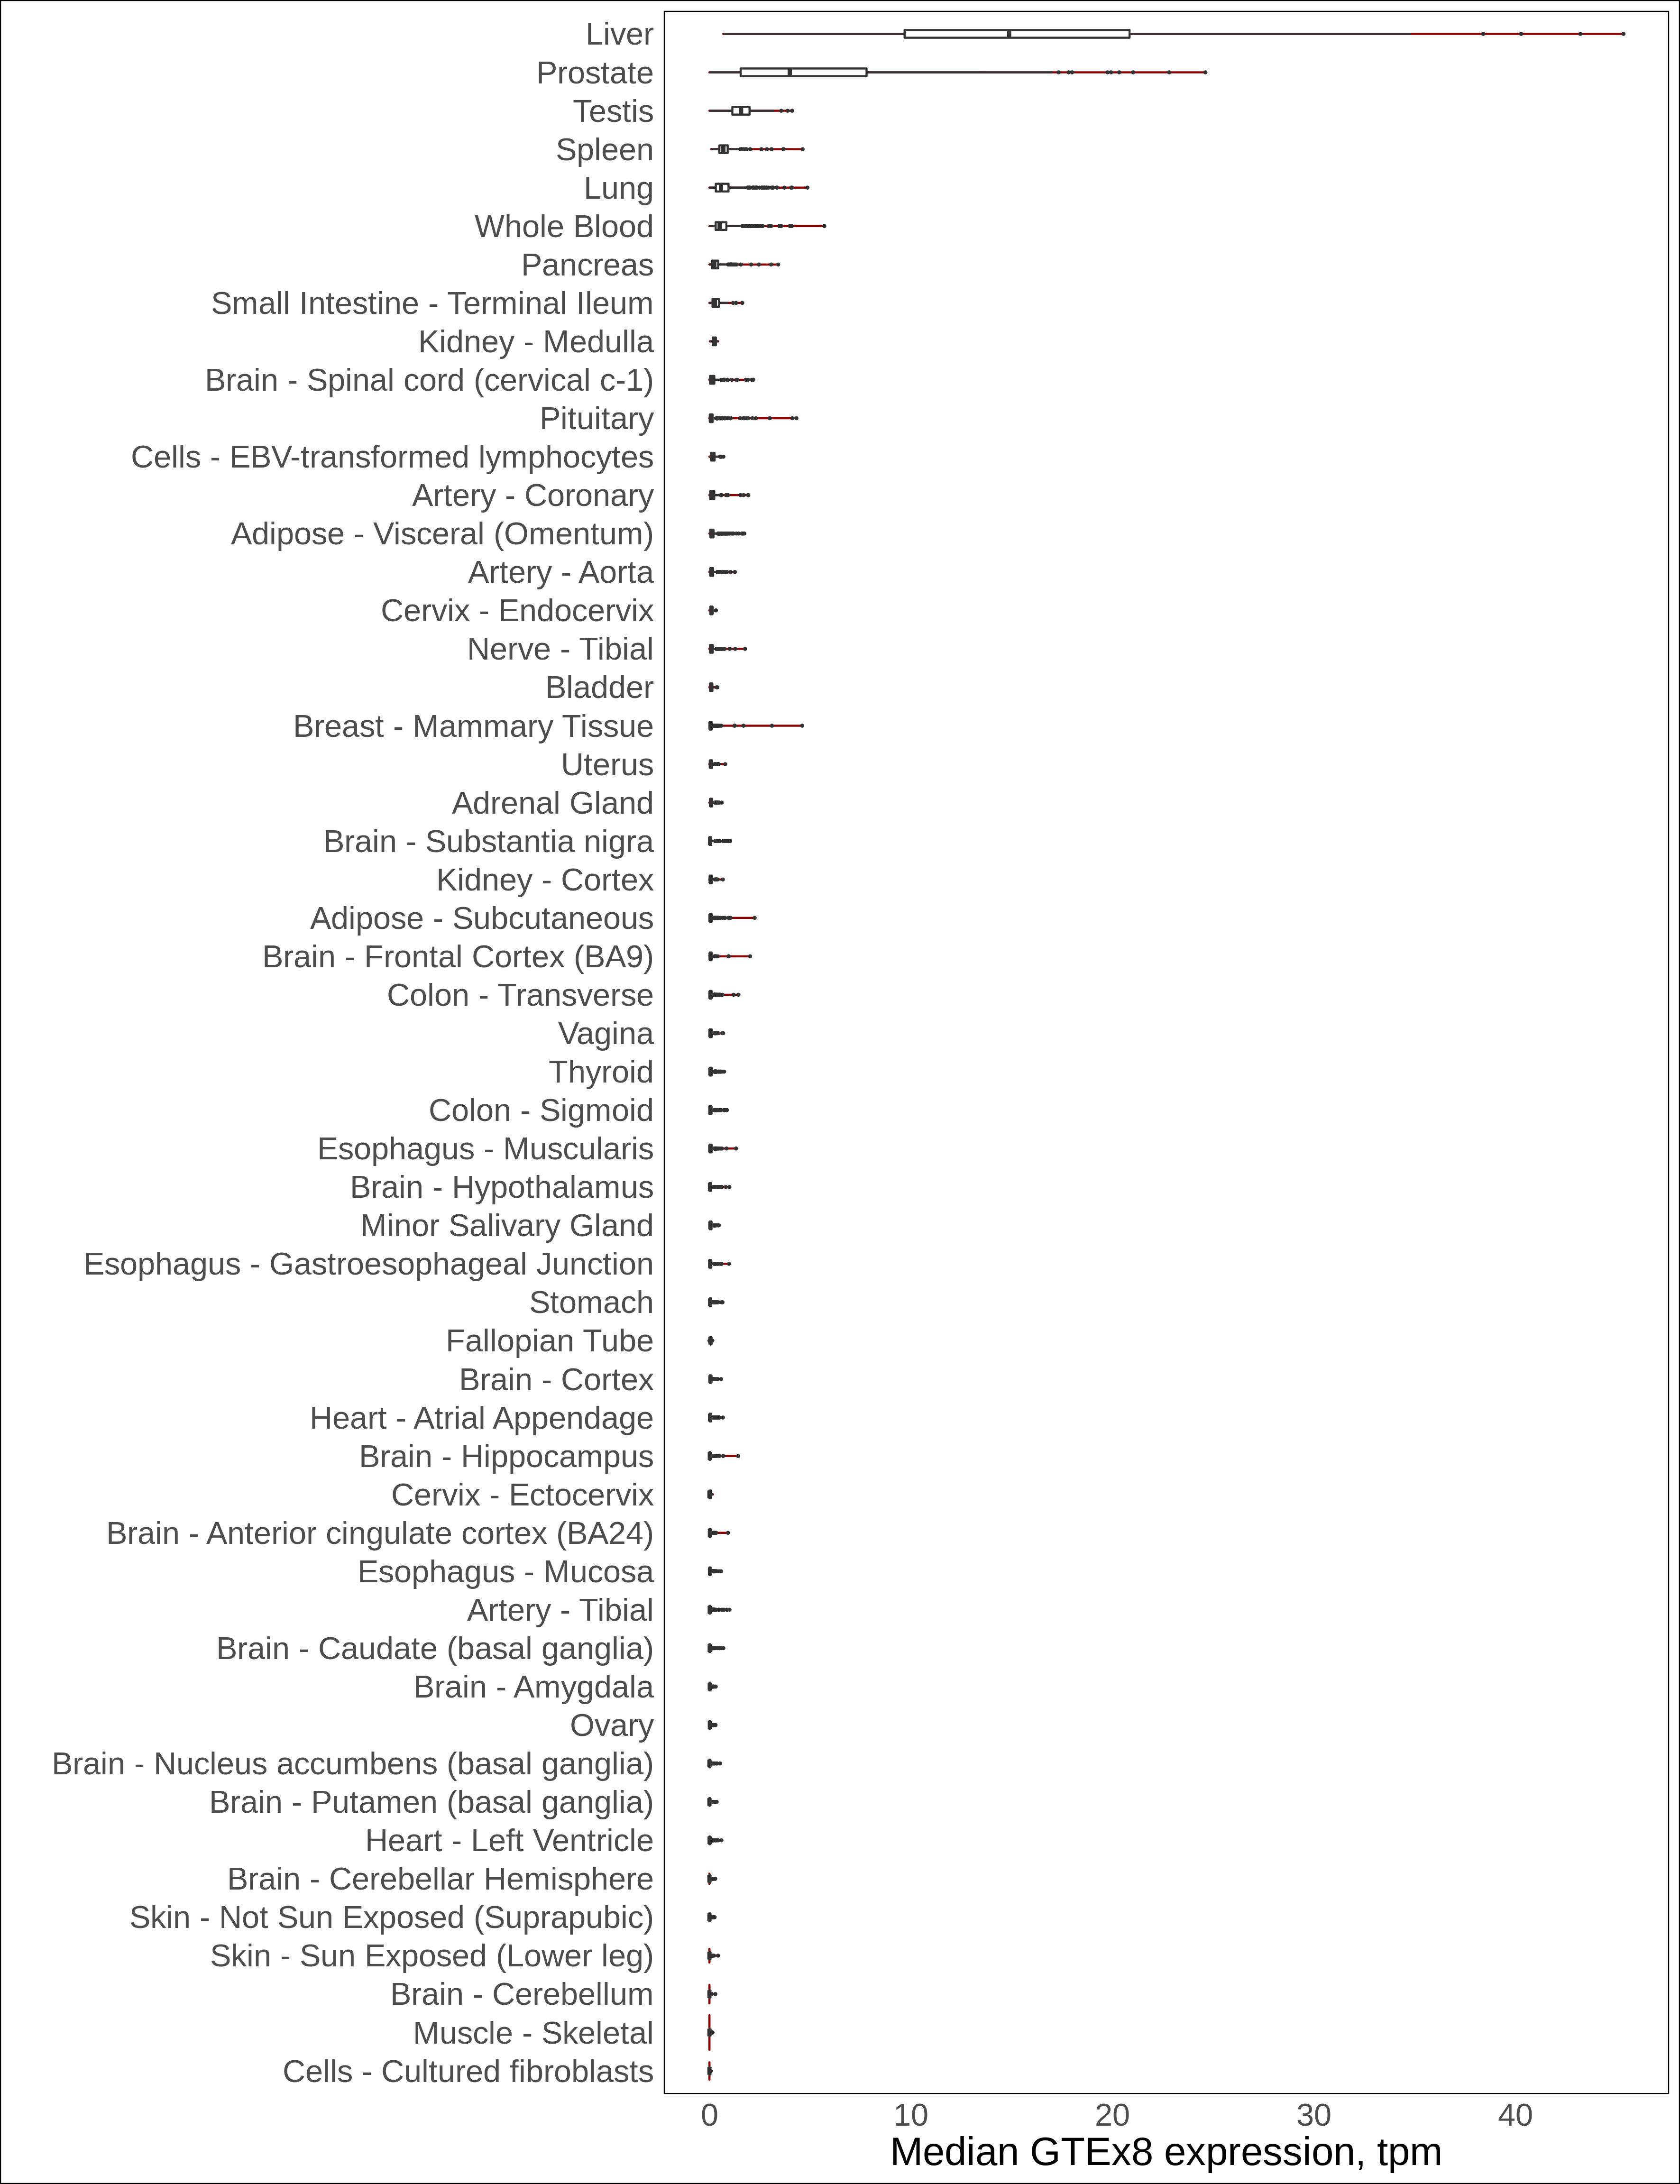 Liver
Prostate
Testis
Spleen
Lung
Whole Blood
Pancreas
Small Intestine - Terminal Ileum
Kidney - Medulla
Brain - Spinal cord (cervical c-1)
Pituitary
Cells - EBV-transformed lymphocytes
Artery - Coronary
Adipose - Visceral (Omentum)
Artery - Aorta
Cervix - Endocervix
Nerve - Tibial
Bladder
Breast - Mammary Tissue
Uterus
Adrenal Gland
Brain - Substantia nigra
Kidney - Cortex
Adipose - Subcutaneous
Brain - Frontal Cortex (BA9)
Colon - Transverse
Vagina
Thyroid
Colon - Sigmoid
Esophagus - Muscularis
Brain - Hypothalamus
Minor Salivary Gland
Esophagus - Gastroesophageal Junction
Stomach
Fallopian Tube
Brain - Cortex
Heart - Atrial Appendage
Brain - Hippocampus
Cervix - Ectocervix
Brain - Anterior cingulate cortex (BA24)
Esophagus - Mucosa
Artery - Tibial
Brain - Caudate (basal ganglia)
Brain - Amygdala
Ovary
Brain - Nucleus accumbens (basal ganglia)
Brain - Putamen (basal ganglia)
Heart - Left Ventricle
Brain - Cerebellar Hemisphere
Skin - Not Sun Exposed (Suprapubic)
Skin - Sun Exposed (Lower leg)
Brain - Cerebellum
Muscle - Skeletal
Cells - Cultured fibroblasts
0 10 20 30 40
Median GTEx8 expression, tpm